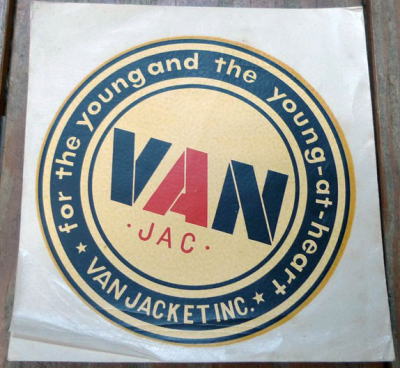 for the young and the young-at-heart
VAN
·JAC·
★ VAN JACKET INC. ★